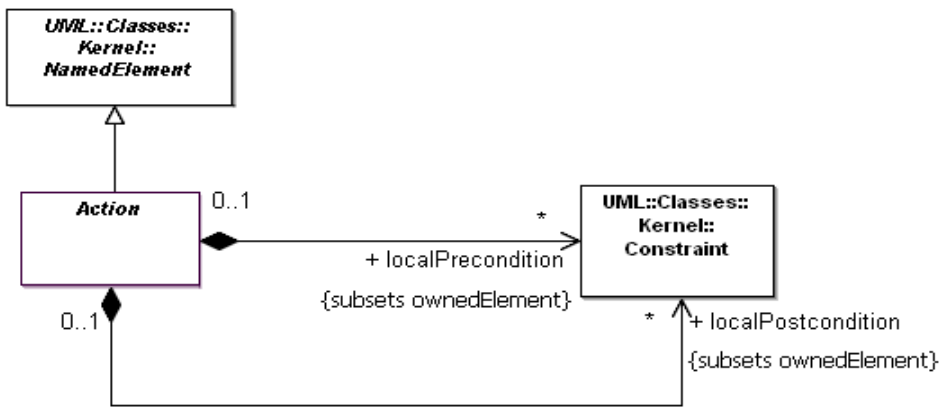 UML::Classes::
Kernel::
NamedElement
Action
0..1
*
+ localPrecondition
{subsets ownedElement}
UML::Classes::
Kernel::
Constraint
0..1
*
+ localPostcondition
{subsets ownedElement}